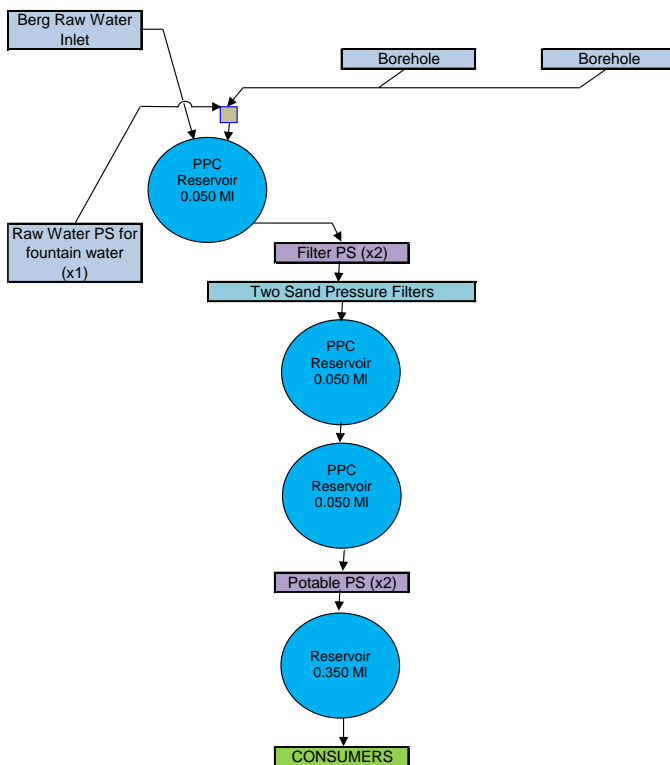 Berg Raw Water
Inlet
Borehole
Borehole
PPC
Reservoir
0.050 Ml
Raw Water PS for
fountain water
(x1)
Filter PS (x2)
Two Sand Pressure Filters
PPC
Reservoir
0.050 Ml
PPC
Reservoir
0.050 Ml
Potable PS (x2)
Reservoir
0.350 Ml
CONSUMERS